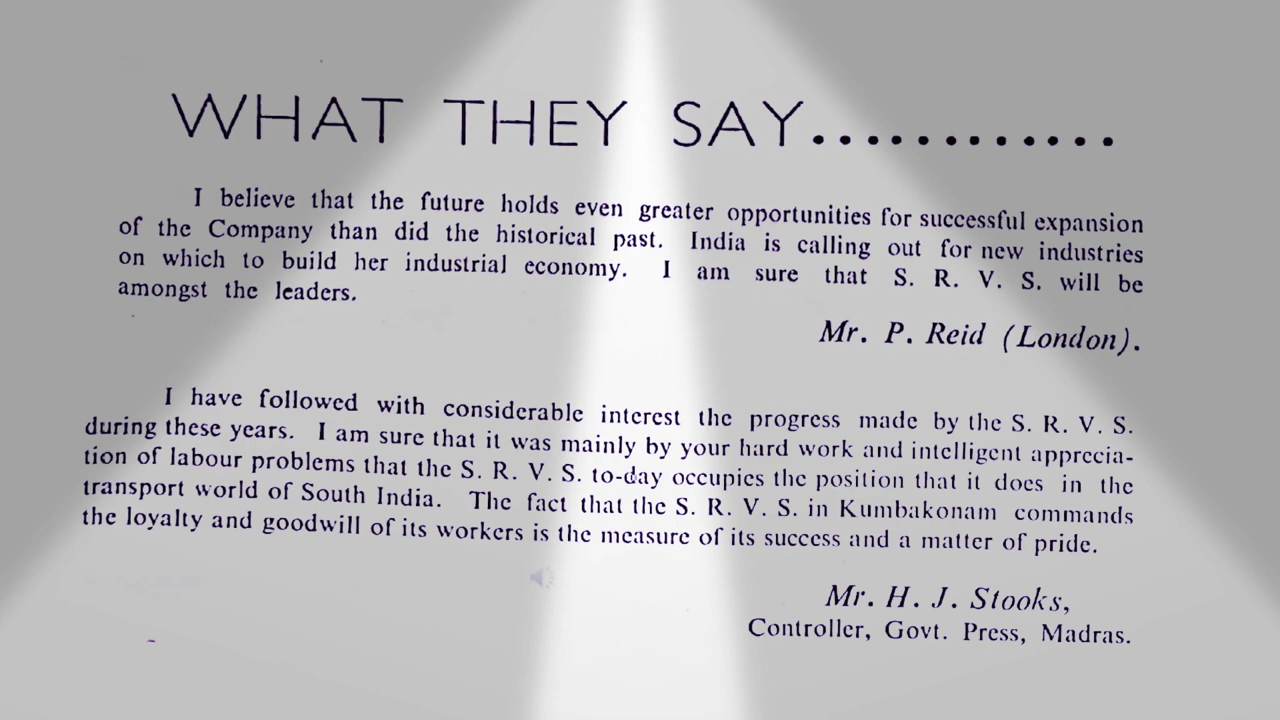 WHAT THEY SAY............
I believe that the future holds even greater opportunities for successful expansion
of the Company than did the historical past. India is calling out for new industries
on which to build her industrial economy. I am sure that S. R. V. S. will be
amongst the leaders.
Mr. P. Reid (London).
I have followed with considerable interest the progress made by the S. R. V. S.
during these years. I am sure that it was mainly by your hard work and intelligent apprecia-
tion of labour problems that the S. R. V. S. to-day occupies the position that it does in the
transport world of South India. The fact that the S. R. V. S. in Kumbakonam commands
the loyalty and goodwill of its workers is the measure of its success and a matter of pride.
Mr. H. J. Stooks,
Controller, Govt. Press, Madras.